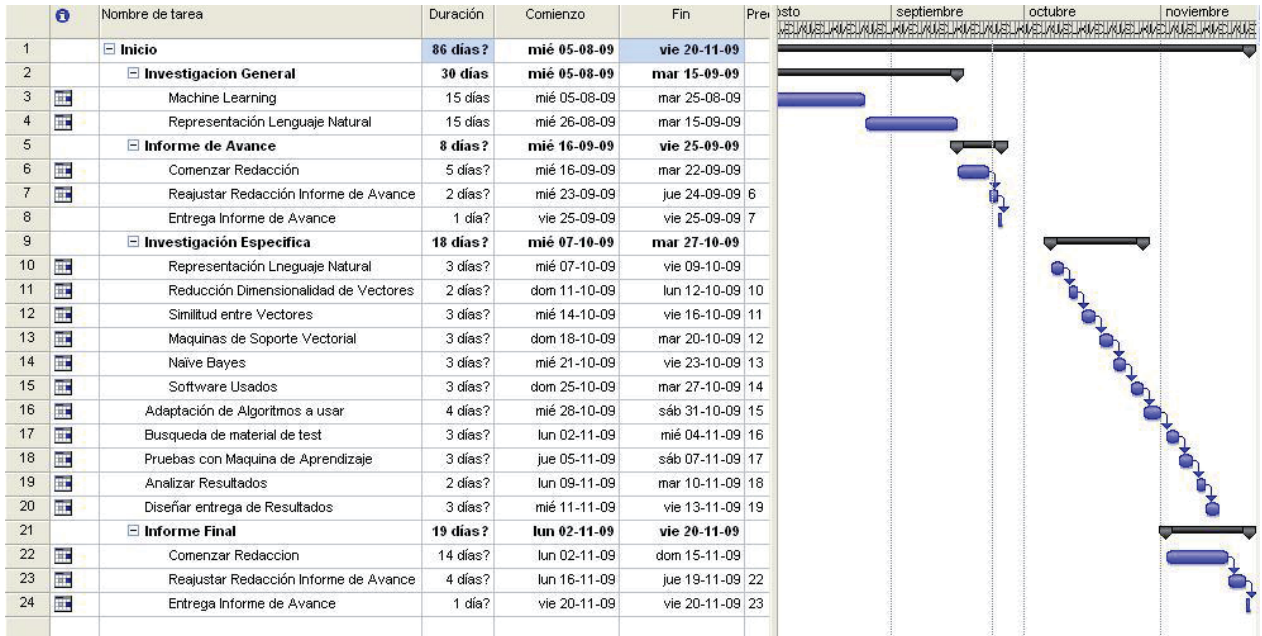 Nombre de tarea Duración Comienzo Fin Pre osto septiembre octubre noviembre
1 Inicio 86 días? mié 05-08-09 vie 20-11-09
2 Investigacion General 30 días mié 05-08-09 mar 15-09-09
3 Machine Learning 15 días mié 05-08-09 mar 25-08-09
4 Representación Lenguaje Natural 15 días mié 26-08-09 mar 15-09-09
5 Informe de Avance 8 días? mié 16-09-09 vie 25-09-09
6 Comenzar Redacción 5 días? mié 16-09-09 mar 22-09-09
7 Reajustar Redacción Informe de Avance 2 días? mié 23-09-09 jue 24-09-09 6
8 Entrega Informe de Avance 1 día? vie 25-09-09 vie 25-09-09 7
9 Investigación Especifica 18 días? mié 07-10-09 mar 27-10-09
10 Representación Lneguaje Natural 3 días? mié 07-10-09 vie 09-10-09
11 Reducción Dimensionalidad de Vectores 2 días? dom 11-10-09 lun 12-10-09 10
12 Similitud entre Vectores 3 días? mié 14-10-09 vie 16-10-09 11
13 Maquinas de Soporte Vectorial 3 días? dom 18-10-09 mar 20-10-09 12
14 Naïve Bayes 3 días? mié 21-10-09 vie 23-10-09 13
15 Software Usados 3 días? dom 25-10-09 mar 27-10-09 14
16 Adaptación de Algoritmos a usar 4 días? mié 28-10-09 sáb 31-10-09 15
17 Busqueda de material de test 3 días? lun 02-11-09 mié 04-11-09 16
18 Pruebas con Maquina de Aprendizaje 3 días? jue 05-11-09 sáb 07-11-09 17
19 Analizar Resultados 2 días? lun 09-11-09 mar 10-11-09 18
20 Diseñar entrega de Resultados 3 días? mié 11-11-09 vie 13-11-09 19
21 Informe Final 19 días? lun 02-11-09 vie 20-11-09
22 Comenzar Redaccion 14 días? lun 02-11-09 dom 15-11-09
23 Reajustar Redacción Informe de Avance 4 días? lun 16-11-09 jue 19-11-09 22
24 Entrega Informe de Avance 1 día? vie 20-11-09 vie 20-11-09 23